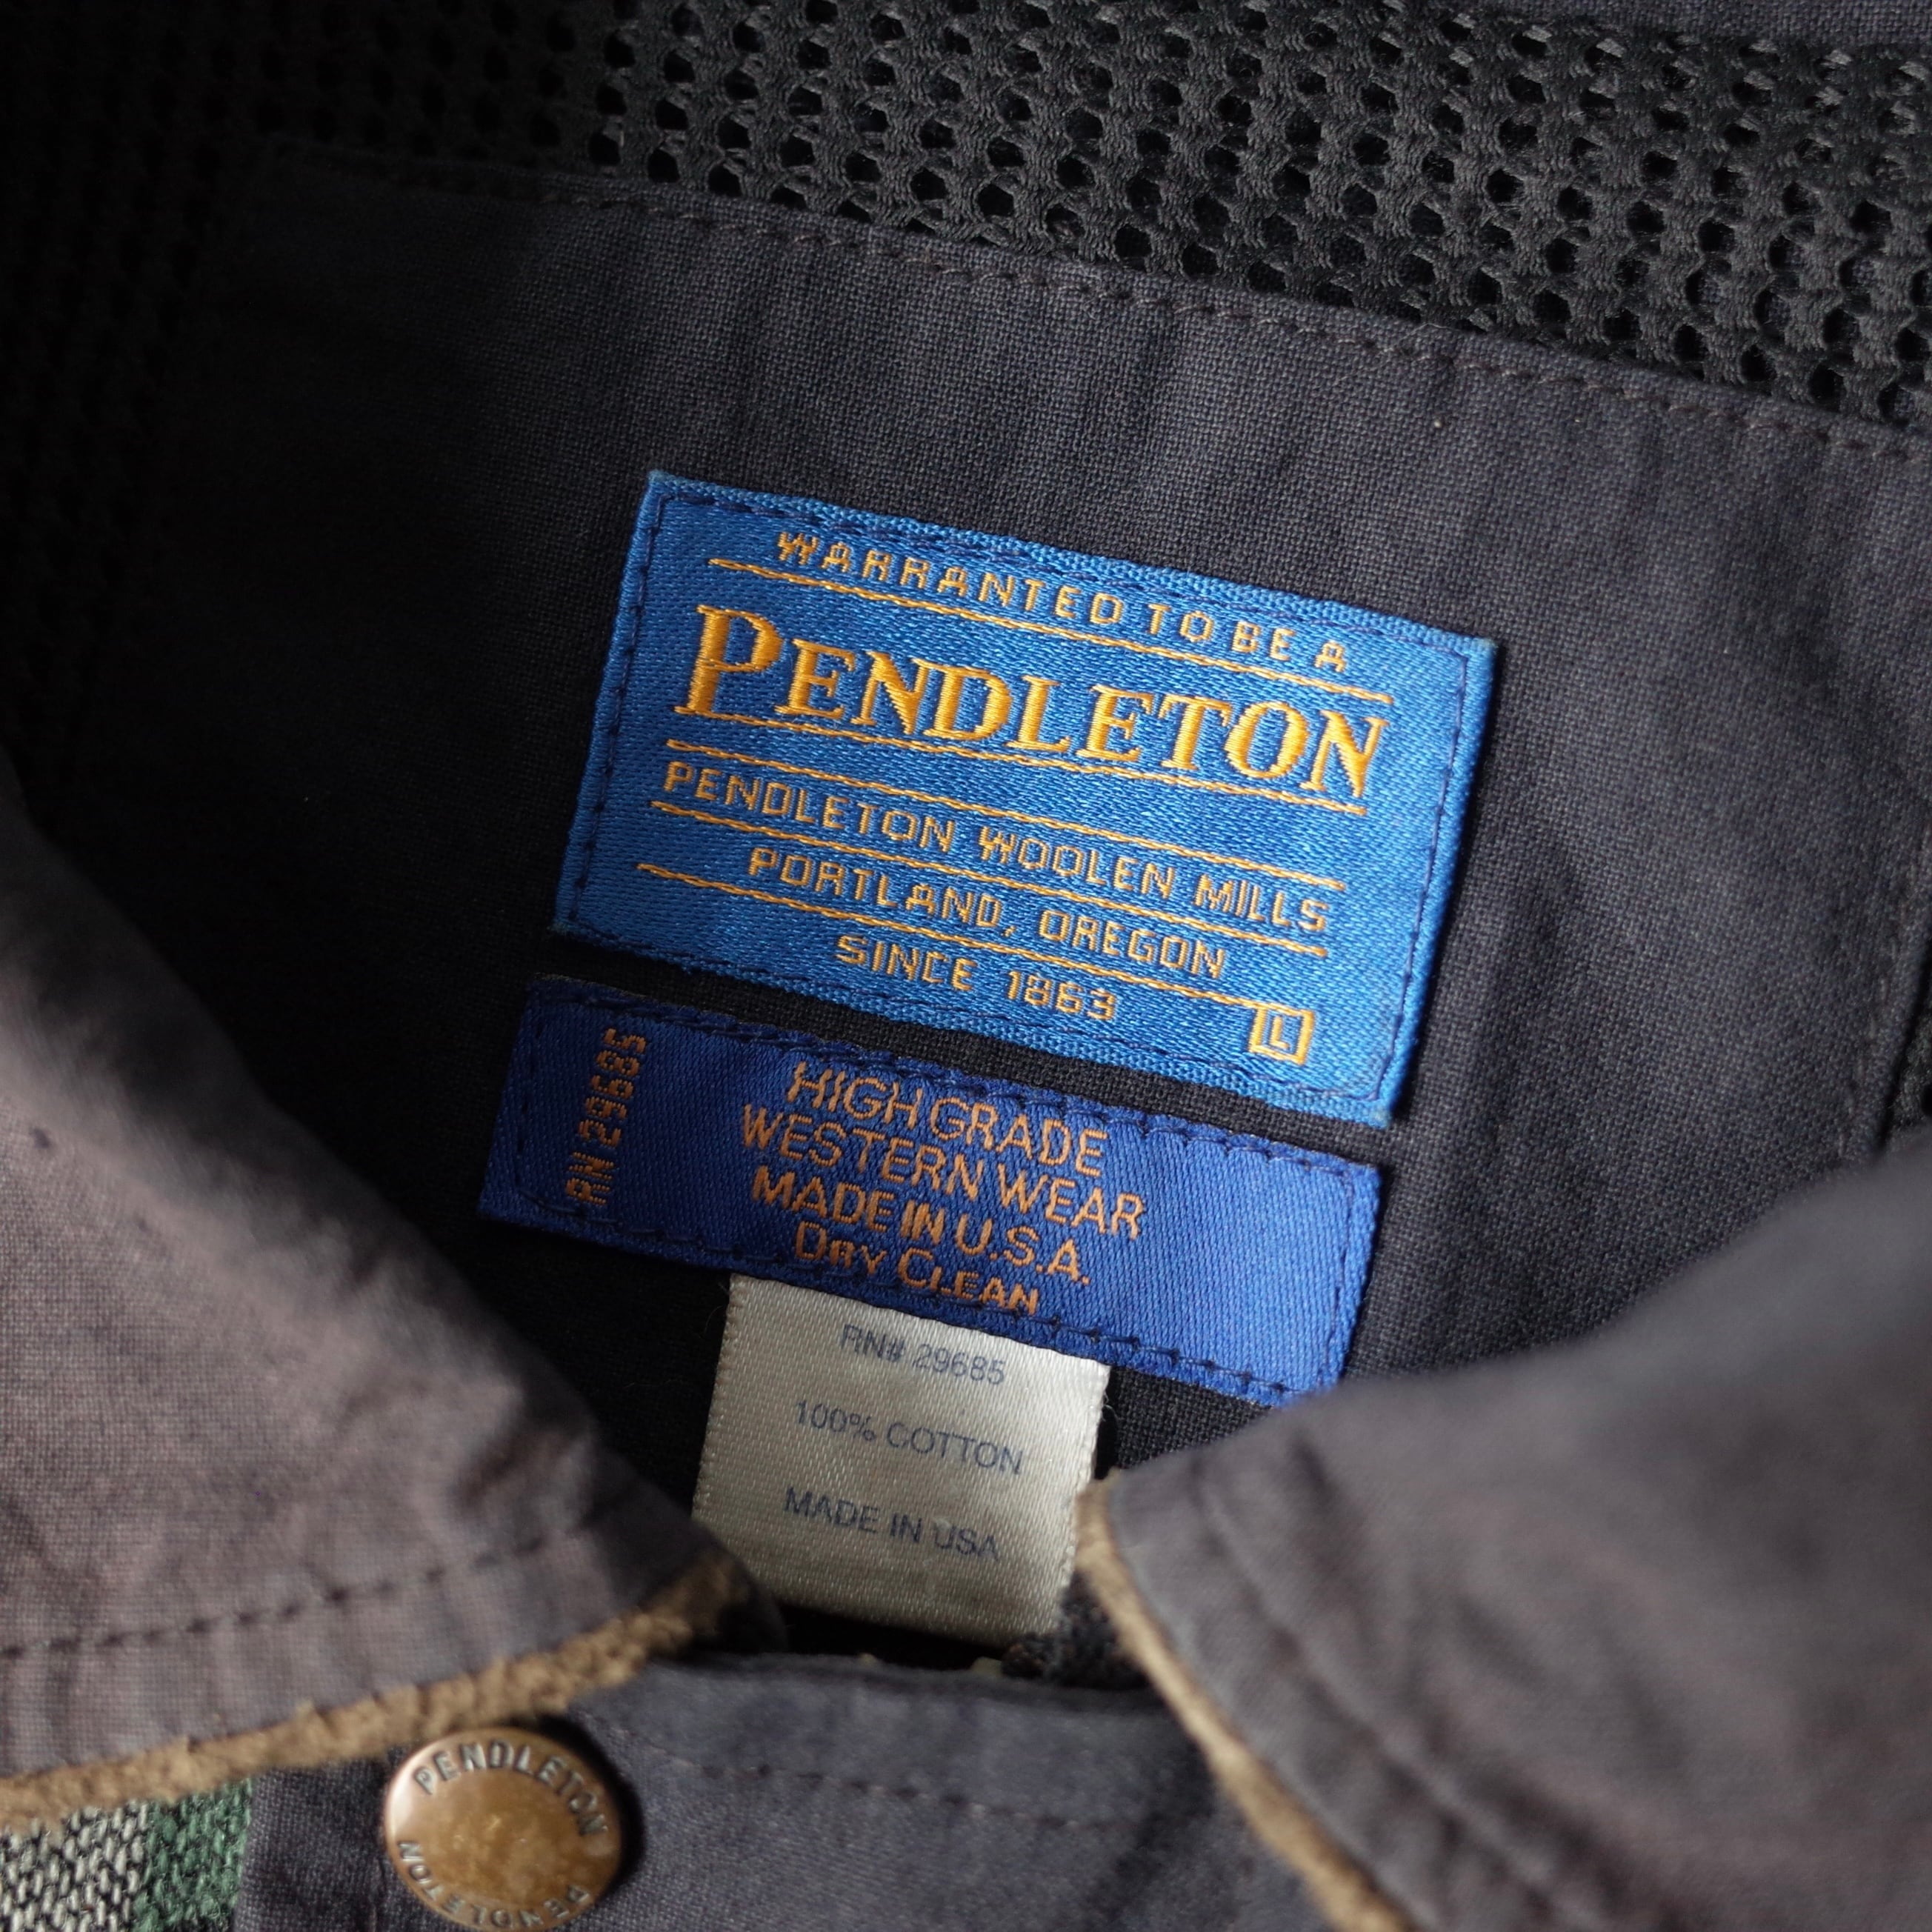 WARRANTED TO BE A
PENDLETON
PENDLETON WOOLEN MILLS
PORTLAND, OREGON
SINCE 1863
L
RN 29685
HIGH GRADE
WESTERN WEAR
MADE IN U.S.A.
DRY CLEAN
RN# 29685
100% COTTON
MADE IN USA
PENDLETON
PENDLETON